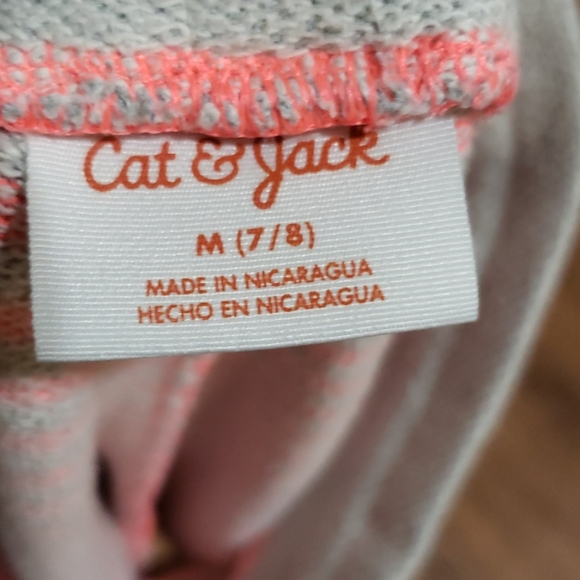 Cat & Jack
M (7/8)
MADE IN NICARAGUA
HECHO EN NICARAGUA